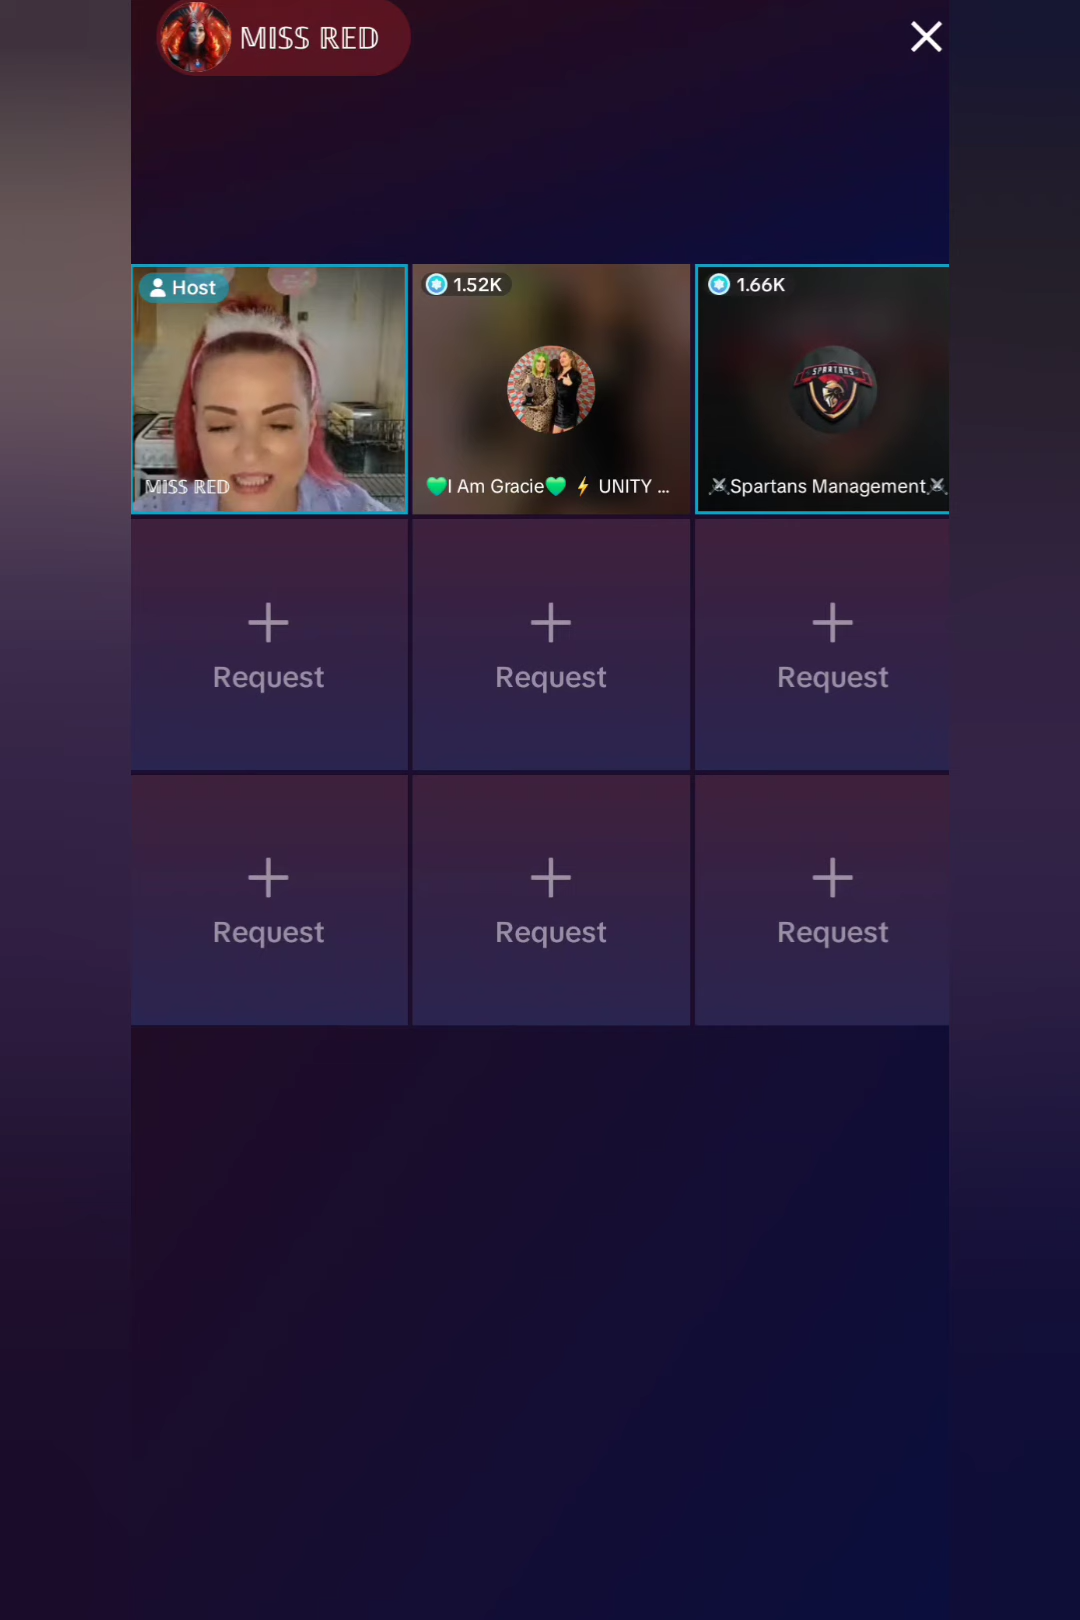 MISS RED
Host
1.52K
1.66K
SPARTANS
MISS RED
💚I Am Gracie💚 ⚡ UNITY ...
⚔Spartans Management⚔
Request
Request
Request
Request
Request
Request